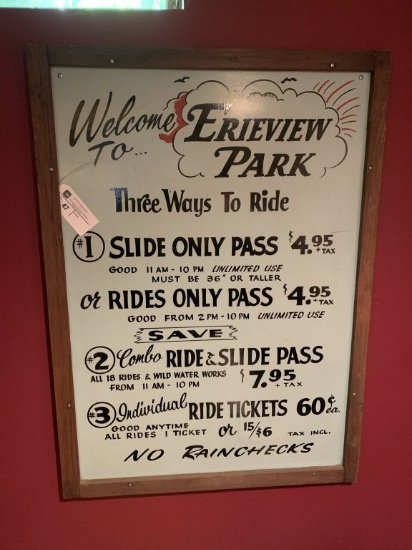 Welcome
To...
ERIEVIEW
PARK
Three Ways To Ride
#1 SLIDE ONLY PASS $4.95 + TAX
GOOD 11 AM - 10 PM UNLIMITED USE
MUST BE 36" OR TALLER
or RIDES ONLY PASS $4.95 + TAX
GOOD FROM 2 PM - 10 PM UNLIMITED USE
SAVE
#2 Combo RIDE & SLIDE PASS
ALL 18 RIDES & WILD WATER WORKS $7.95 + TAX
FROM 11 AM - 10 PM
#3 Individual RIDE TICKETS 60¢ ea.
GOOD ANYTIME
ALL RIDES 1 TICKET or 15/$6 TAX INCL.
NO RAINCHECKS
47